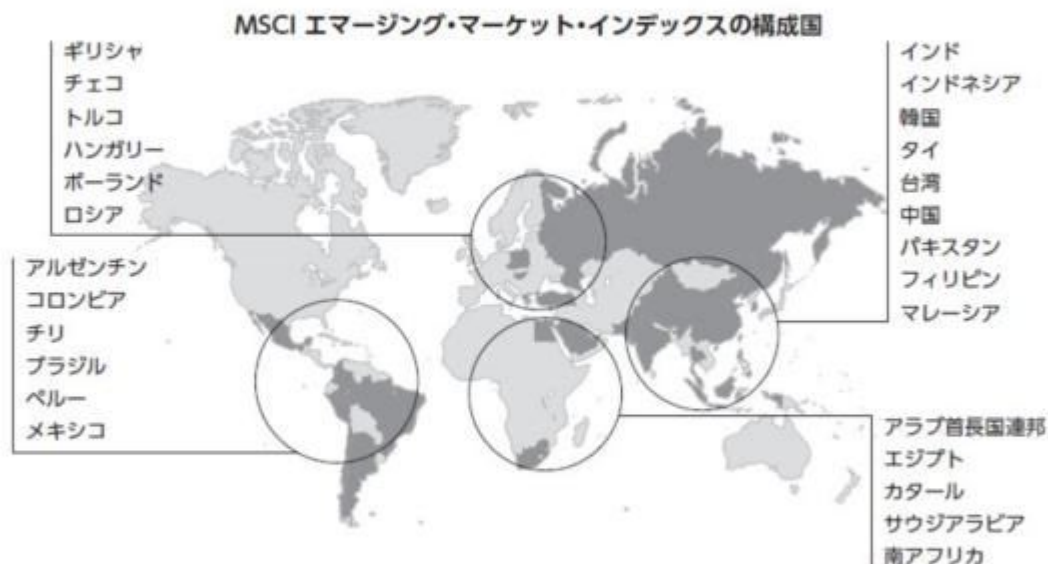 MSCI エマージング・マーケット・インデックスの構成国
ギリシャ
チェコ
トルコ
ハンガリー
ポーランド
ロシア
アルゼンチン
コロンビア
チリ
ブラジル
ペルー
メキシコ
インド
インドネシア
韓国
タイ
台湾
中国
パキスタン
フィリピン
マレーシア
アラブ首長国連邦
エジプト
カタール
サウジアラビア
南アフリカ